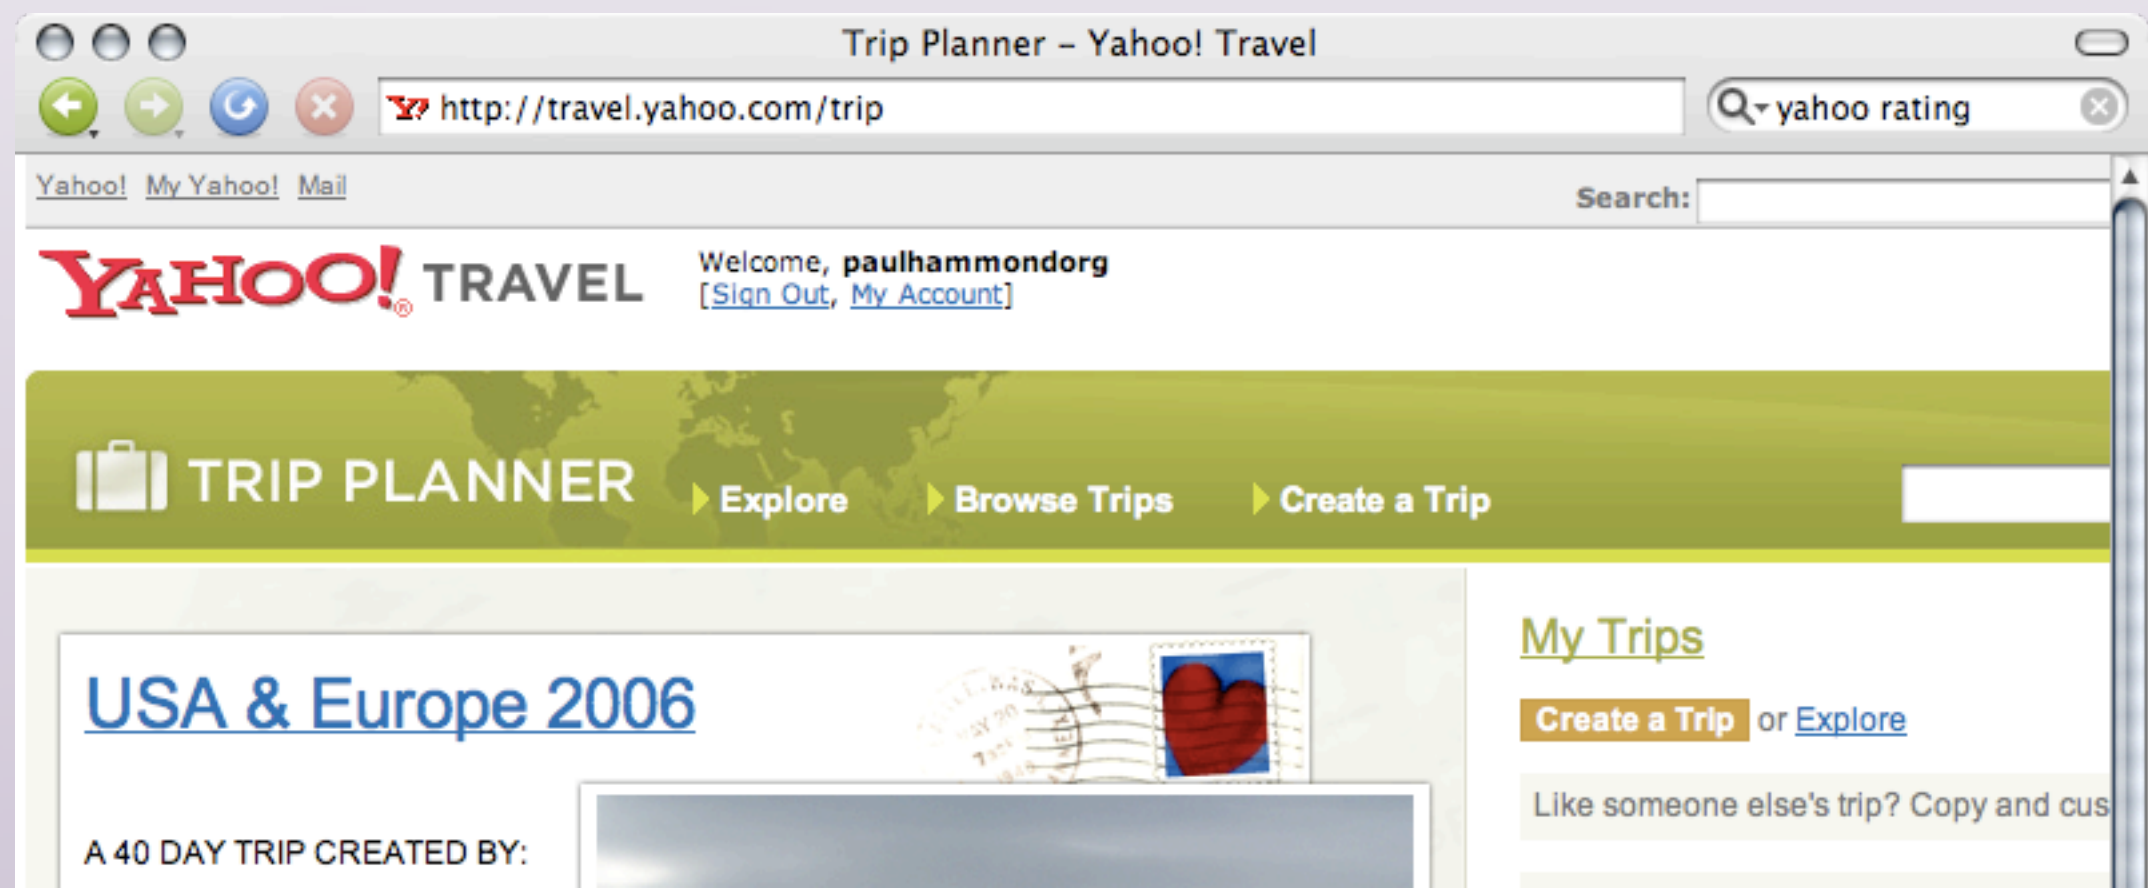 Trip Planner – Yahoo! Travel
http://travel.yahoo.com/trip
yahoo rating
Yahoo! My Yahoo! Mail
Search:
YAHOO!® TRAVEL
Welcome, paulhammondorg
[Sign Out, My Account]
TRIP PLANNER
Explore
Browse Trips
Create a Trip
USA & Europe 2006
A 40 DAY TRIP CREATED BY:
My Trips
Create a Trip or Explore
Like someone else's trip? Copy and cus